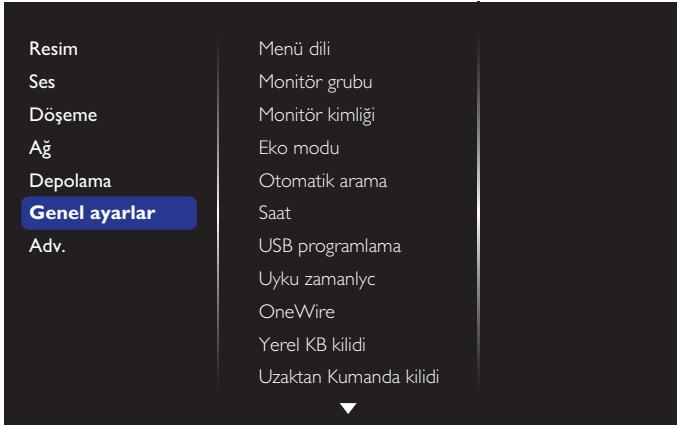 Resim
Ses
Döşeme
Ağ
Depolama
Genel ayarlar
Adv.
Menü dili
Monitör grubu
Monitör kimliği
Eko modu
Otomatik arama
Saat
USB programlama
Uyku zamanlyc
OneWire
Yerel KB kilidi
Uzaktan Kumanda kilidi